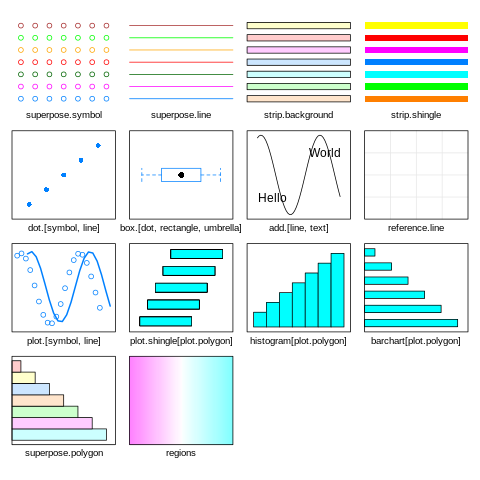 superpose.symbol
superpose.line
strip.background
strip.shingle
World
Hello
dot.[symbol, line]
box.[dot, rectangle, umbrella]
add.[line, text]
reference.line
plot.[symbol, line]
plot.shingle[plot.polygon]
histogram[plot.polygon]
barchart[plot.polygon]
superpose.polygon
regions